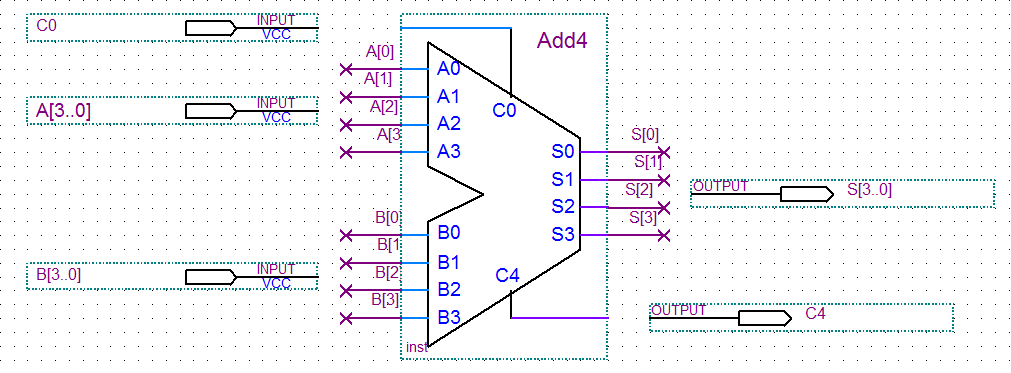 C0
INPUT
VCC
A[3..0]
INPUT
VCC
B[3..0]
INPUT
VCC
Add4
A[0]
A[1]
A[2]
A[3
B[0]
B[1
B[2]
B[3]
A0
A1
A2
A3
B0
B1
B2
B3
C0
C4
S0
S1
S2
S3
inst
S[0]
S[1]
S[2]
S[3]
OUTPUT
S[3..0]
OUTPUT
C4